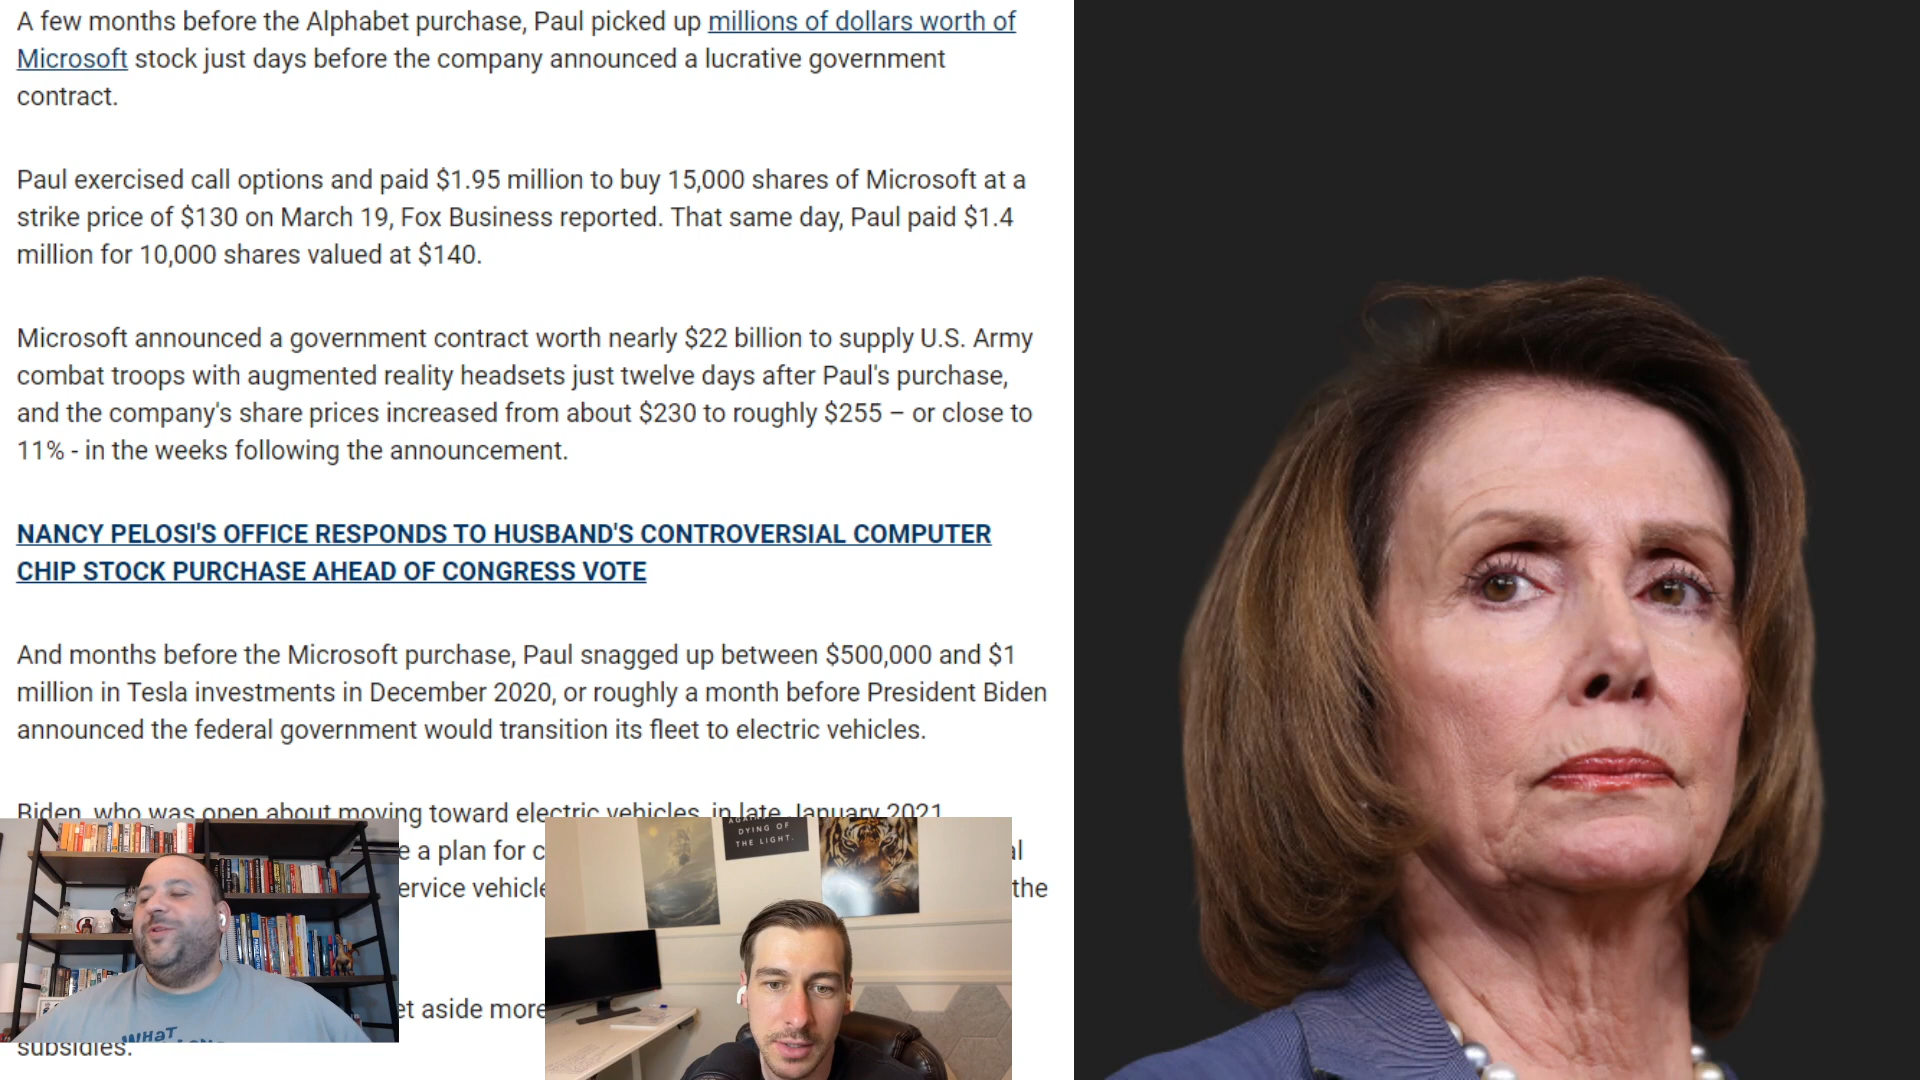 A few months before the Alphabet purchase, Paul picked up millions of dollars worth of
Microsoft stock just days before the company announced a lucrative government
contract.
Paul exercised call options and paid $1.95 million to buy 15,000 shares of Microsoft at a
strike price of $130 on March 19, Fox Business reported. That same day, Paul paid $1.4
million for 10,000 shares valued at $140.
Microsoft announced a government contract worth nearly $22 billion to supply U.S. Army
combat troops with augmented reality headsets just twelve days after Paul's purchase,
and the company's share prices increased from about $230 to roughly $255 – or close to
11% - in the weeks following the announcement.
NANCY PELOSI'S OFFICE RESPONDS TO HUSBAND'S CONTROVERSIAL COMPUTER
CHIP STOCK PURCHASE AHEAD OF CONGRESS VOTE
And months before the Microsoft purchase, Paul snagged up between $500,000 and $1
million in Tesla investments in December 2020, or roughly a month before President Biden
announced the federal government would transition its fleet to electric vehicles.
Biden, who was open about moving toward electric vehicles, in late January 2021
e a plan for c al
ervice vehicle the
et aside more
subsidies.
DYING OF
THE LIGHT.
WHaT